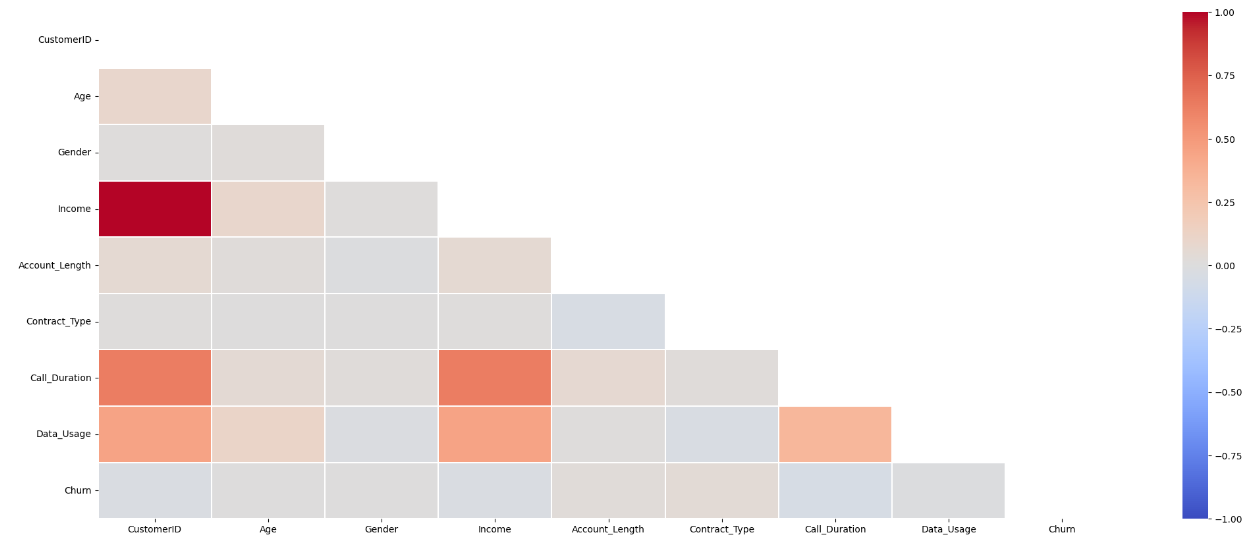 CustomerID
Age
Gender
Income
Account_Length
Contract_Type
Call_Duration
Data_Usage
Churn
CustomerID Age Gender Income Account_Length Contract_Type Call_Duration Data_Usage Churn
1.00
0.75
0.50
0.25
0.00
−0.25
−0.50
−0.75
−1.00